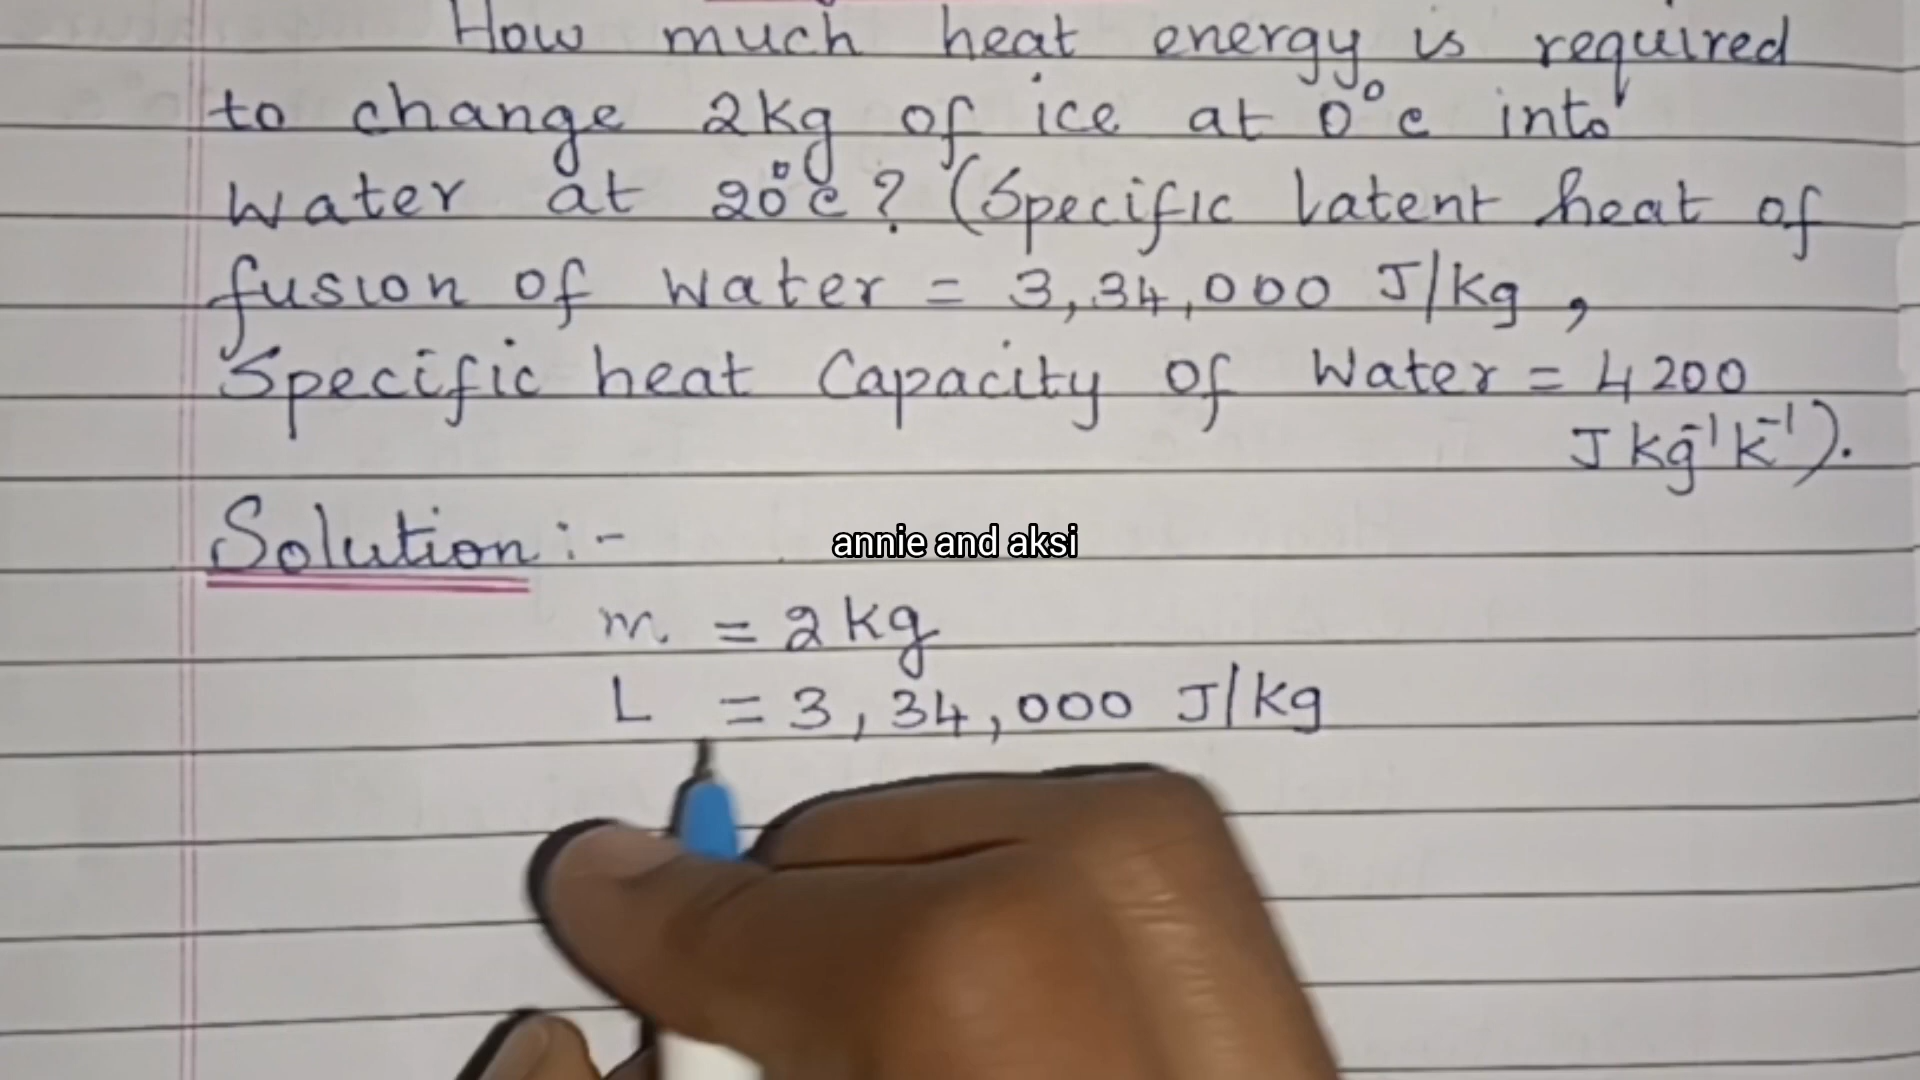 How much heat energy is required
to change 2kg of ice at 0°c into
water at 20°c? (Specific latent heat of
fusion of water = 3,34,000 J/kg,
Specific heat Capacity of Water = 4200
J kg⁻¹ k⁻¹).
Solution :-
annie and aksi
m = 2kg
L = 3,34,000 J/kg